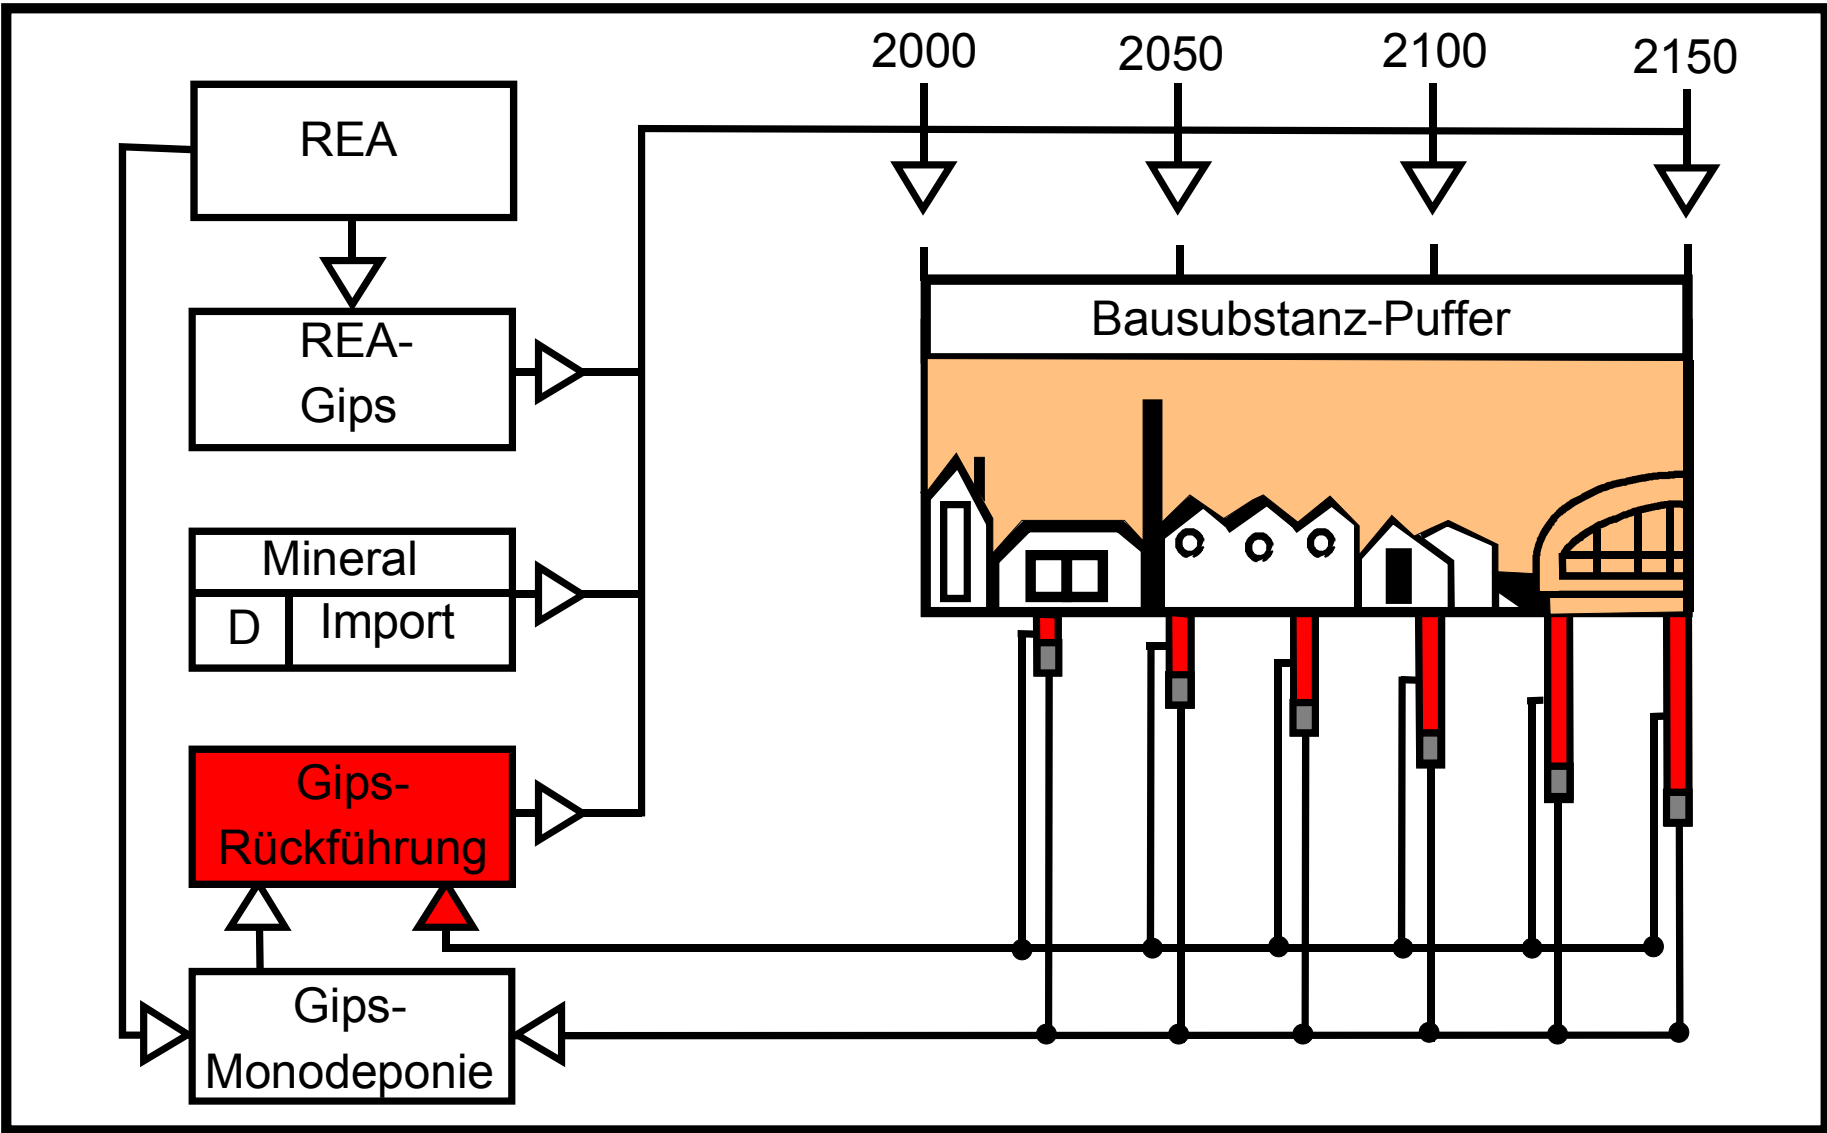 2000
2050
2100
2150
REA
REA-
Gips
Bausubstanz-Puffer
Mineral
D
Import
Gips-
Rückführung
Gips-
Monodeponie